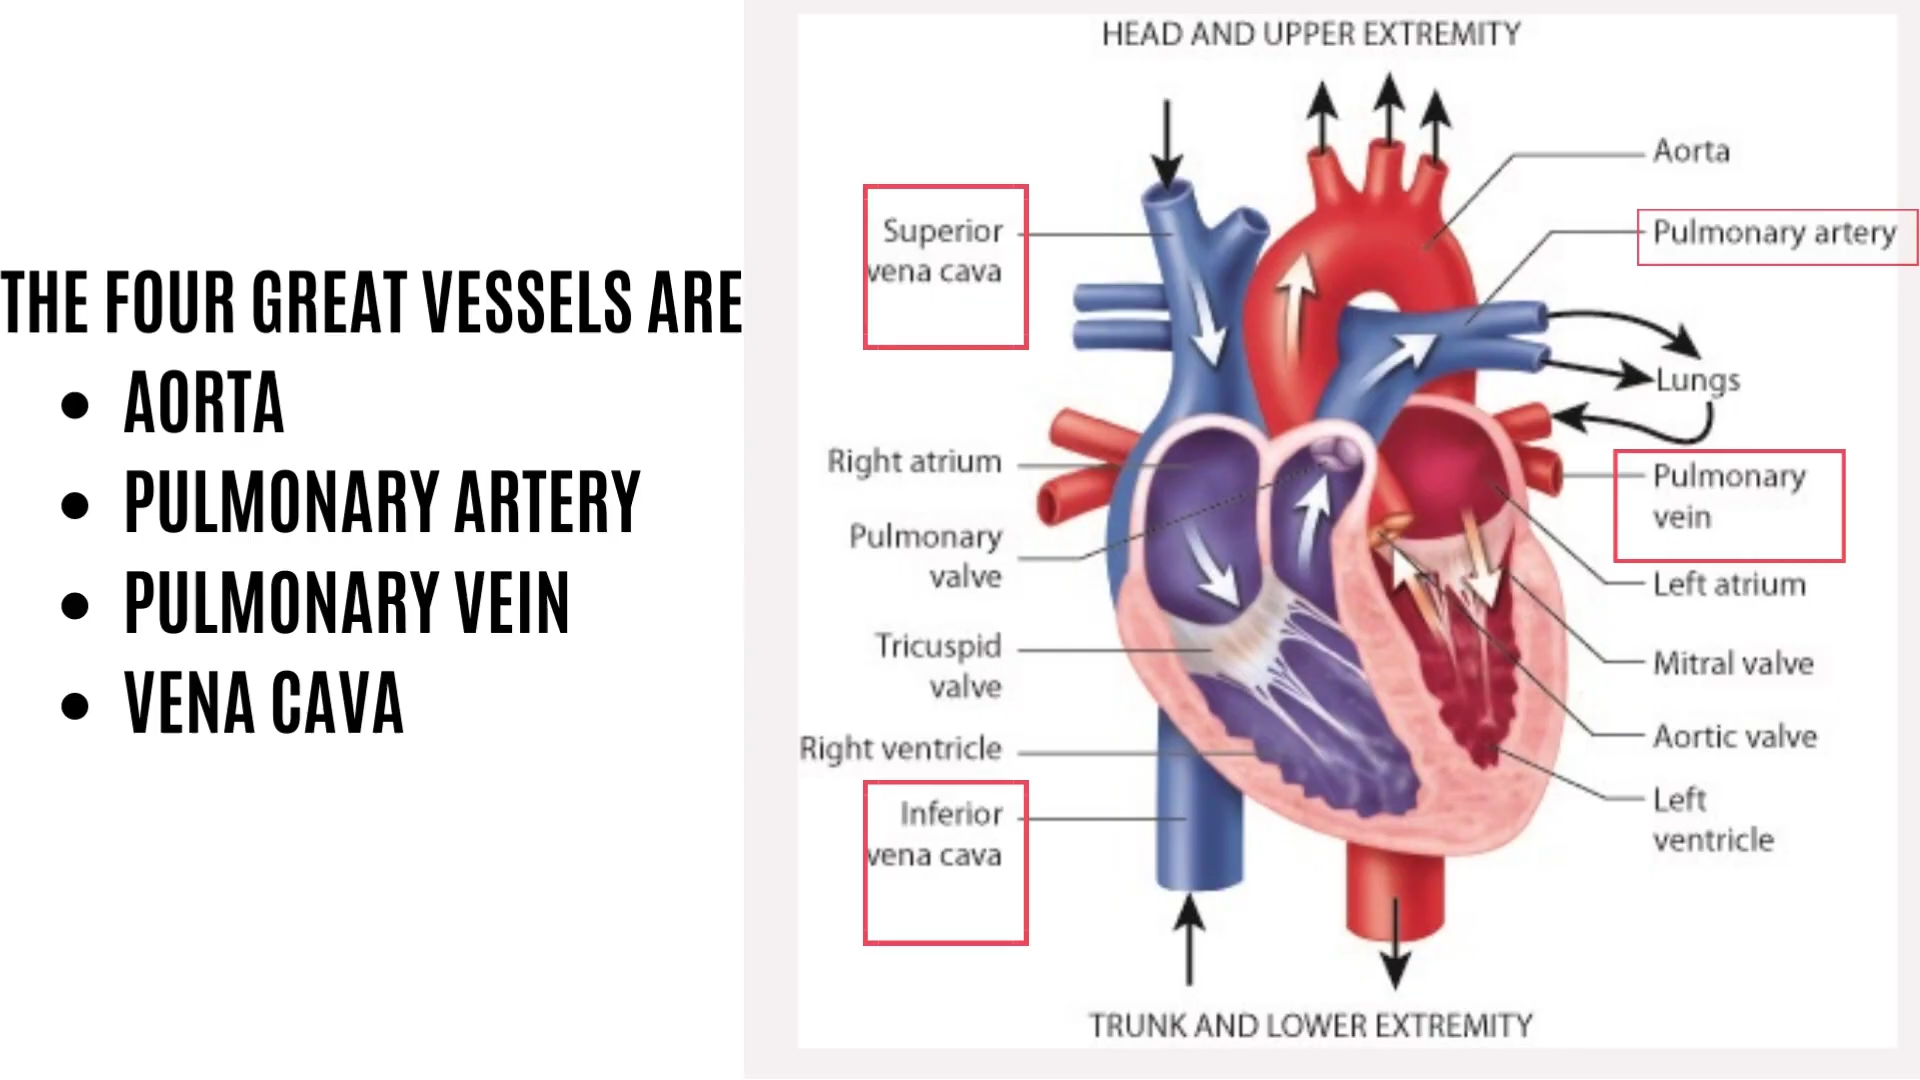 THE FOUR GREAT VESSELS ARE
• AORTA
• PULMONARY ARTERY
• PULMONARY VEIN
• VENA CAVA
HEAD AND UPPER EXTREMITY
Superior
vena cava
Right atrium
Pulmonary
valve
Tricuspid
valve
Right ventricle
Inferior
vena cava
Aorta
Pulmonary artery
Lungs
Pulmonary
vein
Left atrium
Mitral valve
Aortic valve
Left
ventricle
TRUNK AND LOWER EXTREMITY